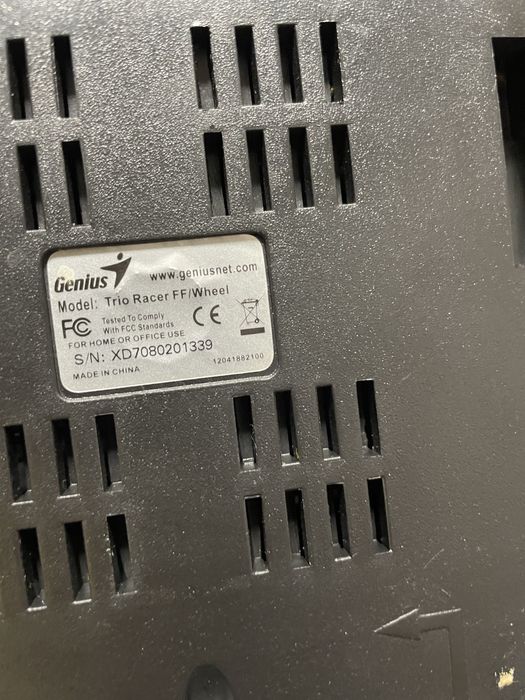 Genius
www.geniusnet.com
Model: Trio Racer FF/Wheel
FC Tested To Comply
With FCC Standards
CE
FOR HOME OR OFFICE USE
S/N: XD7080201339
MADE IN CHINA
12041882100